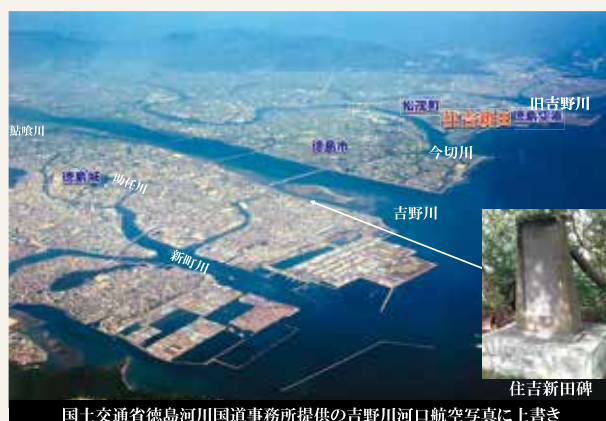 旧吉野川
松茂町
住吉新田
徳島空港
鮎喰川
徳島市
今切川
徳島城
助任川
吉野川
新町川
住吉新田碑
国土交通省徳島河川国道事務所提供の吉野川河口航空写真に上書き